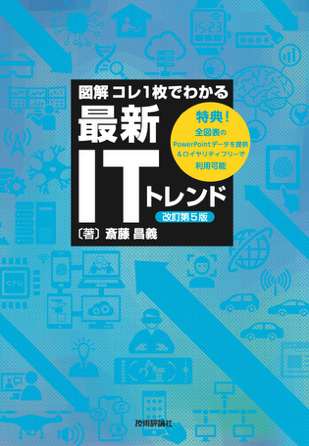 図解 コレ1枚でわかる
最新
ITトレンド
改訂第5版
〔著〕斎藤 昌義
特典！
全図表の
PowerPointデータを提供
＆ロイヤリティフリーで
利用可能
CPU
技術評論社